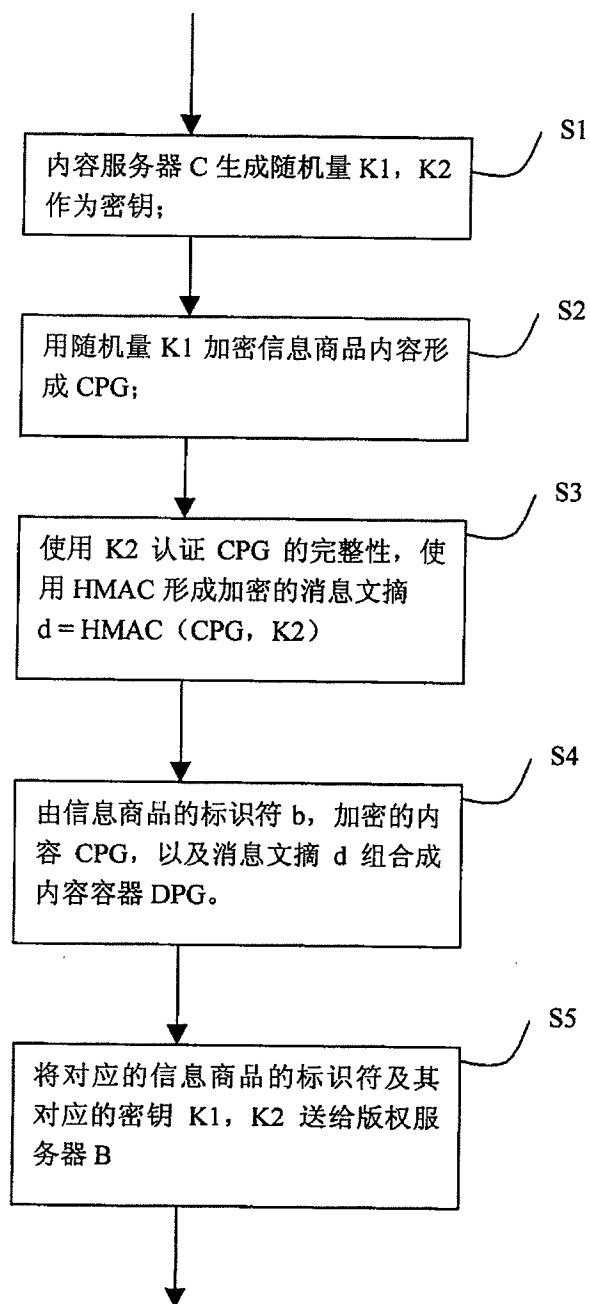 S1
内容服务器 C 生成随机量 K1，K2
作为密钥；
S2
用随机量 K1 加密信息商品内容形
成 CPG；
S3
使用 K2 认证 CPG 的完整性，使
用 HMAC 形成加密的消息文摘
d＝HMAC（CPG，K2）
S4
由信息商品的标识符 b，加密的内
容 CPG，以及消息文摘 d 组合成
内容容器 DPG。
S5
将对应的信息商品的标识符及其
对应的密钥 K1，K2 送给版权服
务器 B